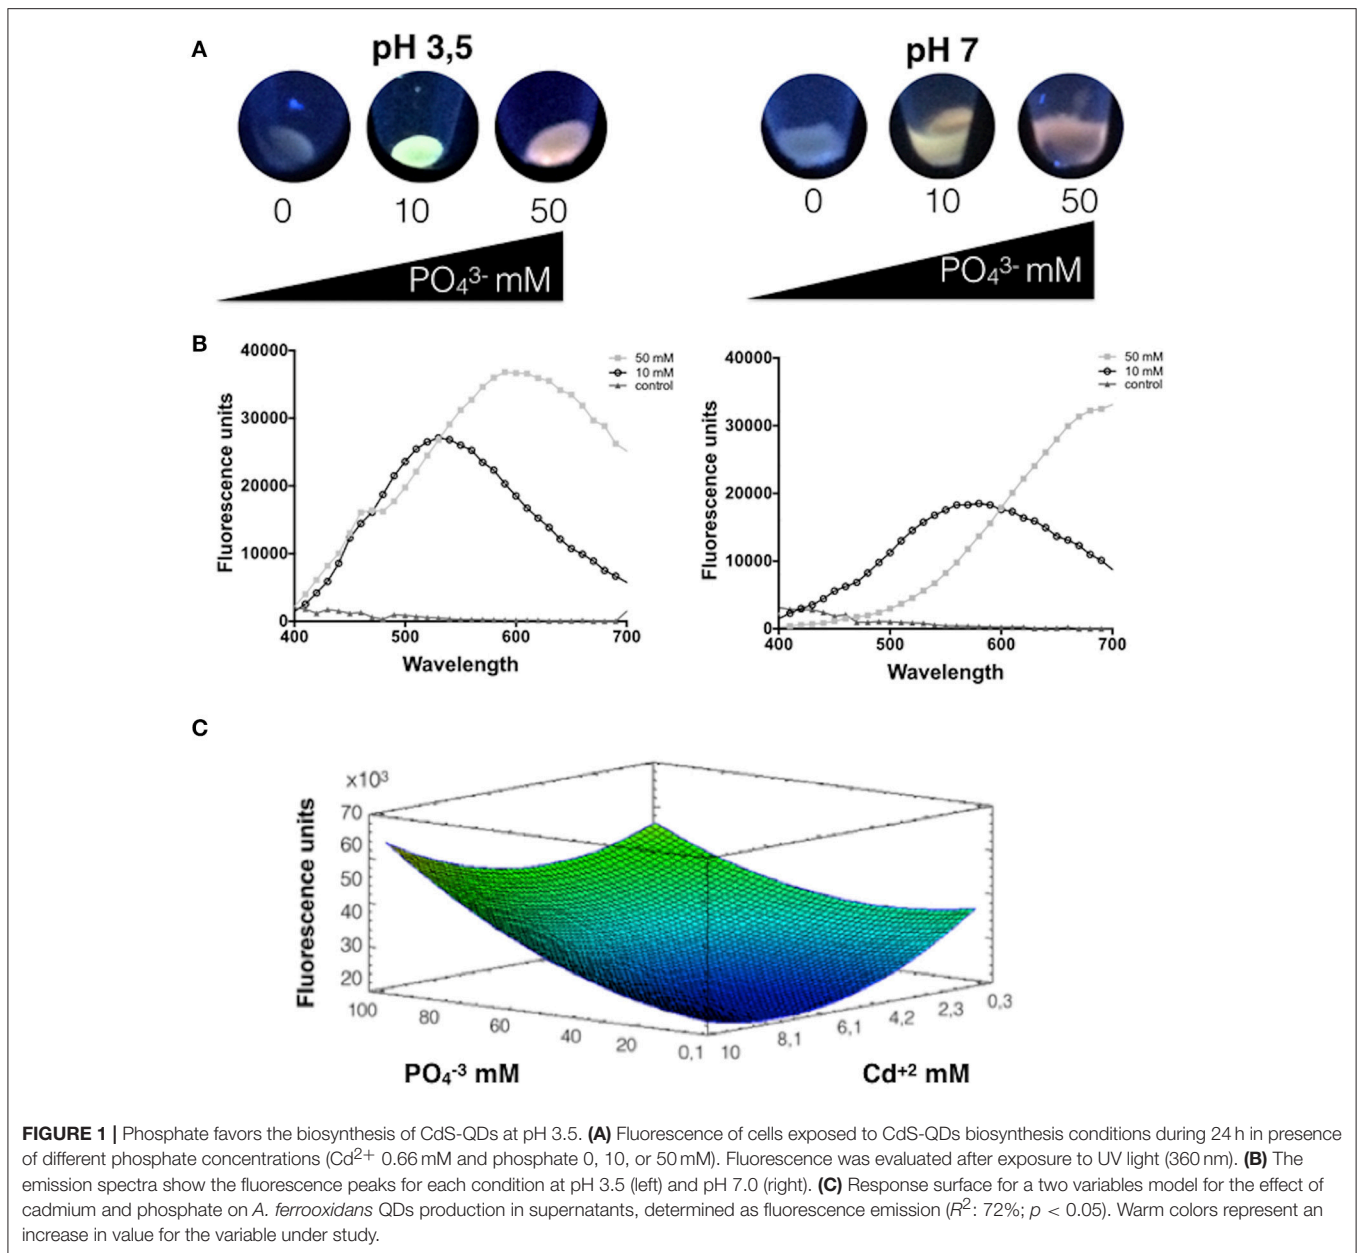 A
pH 3,5
pH 7
0
10
50
0
10
50
PO₄³⁻ mM
PO₄³⁻ mM
B
40000
30000
20000
10000
0
400
500
600
700
Fluorescence units
Wavelength
50 mM
10 mM
control
40000
30000
20000
10000
0
400
500
600
700
Fluorescence units
Wavelength
50 mM
10 mM
control
C
x10³
70
60
50
40
30
20
Fluorescence units
100
80
60
40
20
0,1
10
8,1
6,1
4,2
2,3
0,3
PO₄⁻³ mM
Cd⁺² mM
FIGURE 1 | Phosphate favors the biosynthesis of CdS-QDs at pH 3.5. (A) Fluorescence of cells exposed to CdS-QDs biosynthesis conditions during 24 h in presence
of different phosphate concentrations (Cd²⁺ 0.66 mM and phosphate 0, 10, or 50 mM). Fluorescence was evaluated after exposure to UV light (360 nm). (B) The
emission spectra show the fluorescence peaks for each condition at pH 3.5 (left) and pH 7.0 (right). (C) Response surface for a two variables model for the effect of
cadmium and phosphate on A. ferrooxidans QDs production in supernatants, determined as fluorescence emission (R²: 72%; p < 0.05). Warm colors represent an
increase in value for the variable under study.